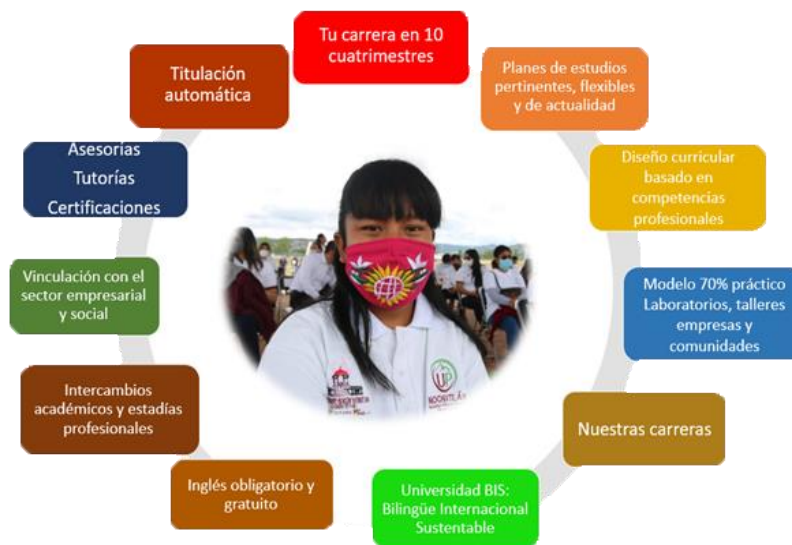 Tu carrera en 10
cuatrimestres
Planes de estudios
pertinentes, flexibles
y de actualidad
Diseño curricular
basado en
competencias
profesionales
Modelo 70% práctico
Laboratorios, talleres
empresas y
comunidades
Nuestras carreras
Universidad BIS:
Bilingüe Internacional
Sustentable
Inglés obligatorio y
gratuito
Intercambios
académicos y estadías
profesionales
Vinculación con el
sector empresarial
y social
Asesorías
Tutorías
Certificaciones
Titulación
automática
UP